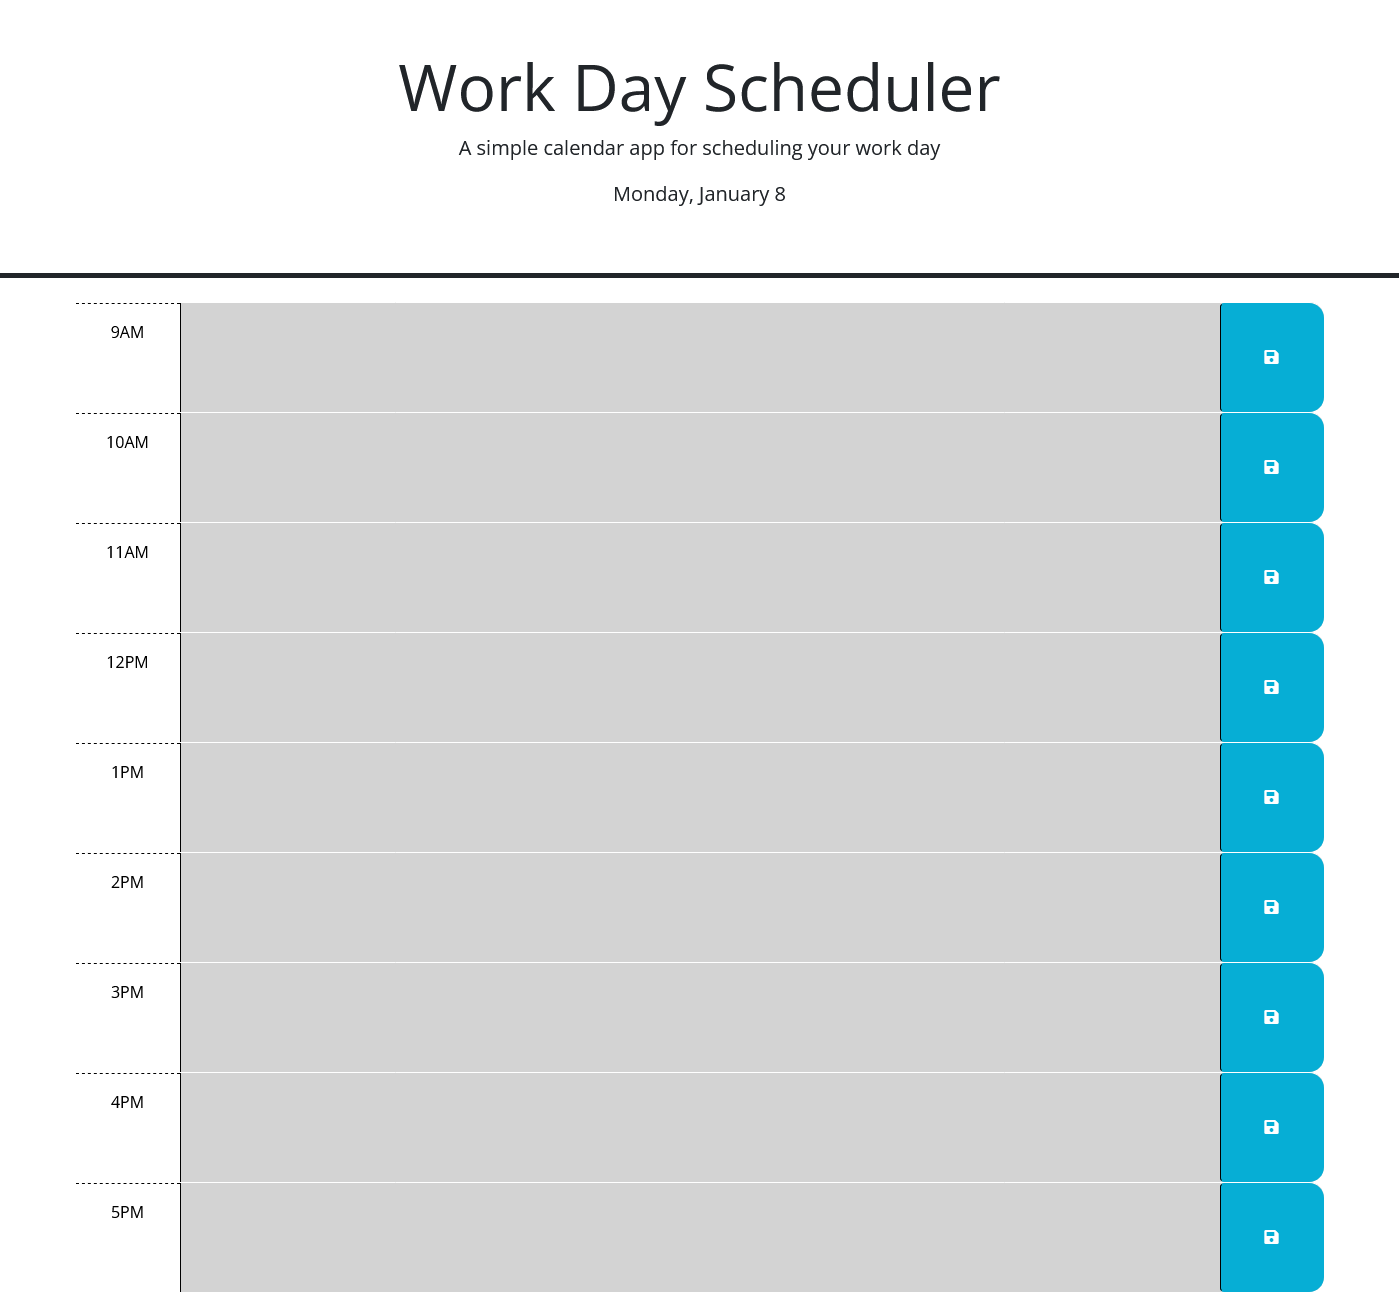 Work Day Scheduler
A simple calendar app for scheduling your work day
Monday, January 8
9AM
10AM
11AM
12PM
1PM
2PM
3PM
4PM
5PM